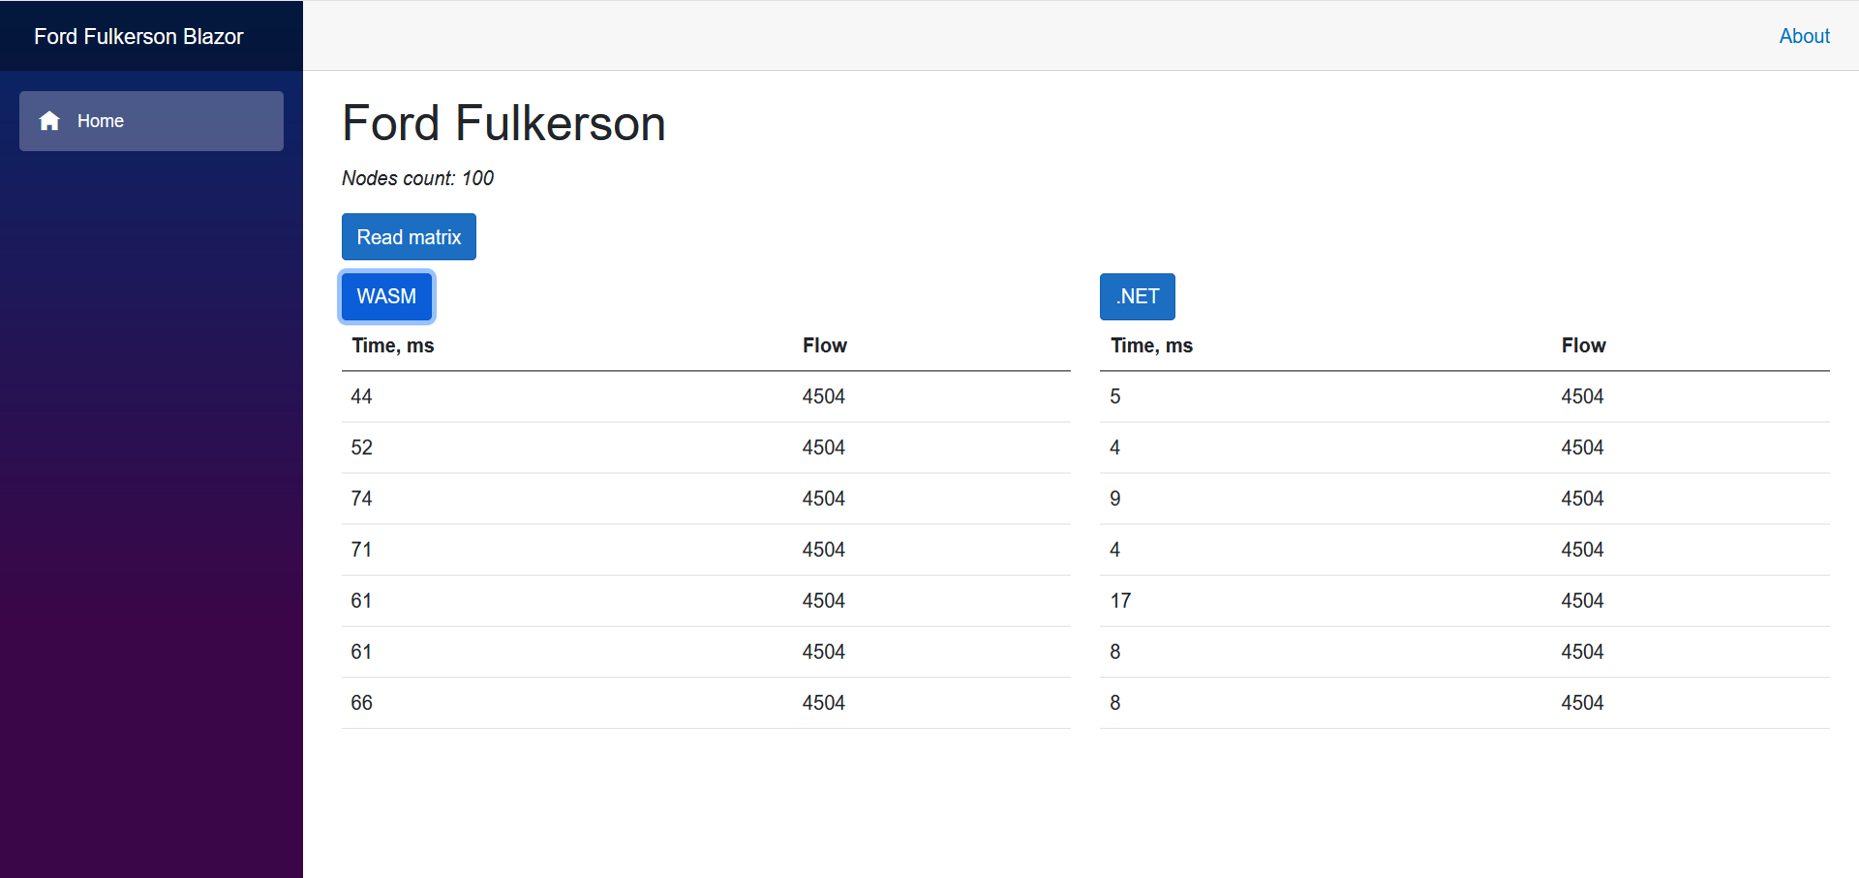 Ford Fulkerson Blazor
About
Home
Ford Fulkerson
Nodes count: 100
Read matrix
WASM
.NET
Time, ms Flow Time, ms Flow
44 4504 5 4504
52 4504 4 4504
74 4504 9 4504
71 4504 4 4504
61 4504 17 4504
61 4504 8 4504
66 4504 8 4504